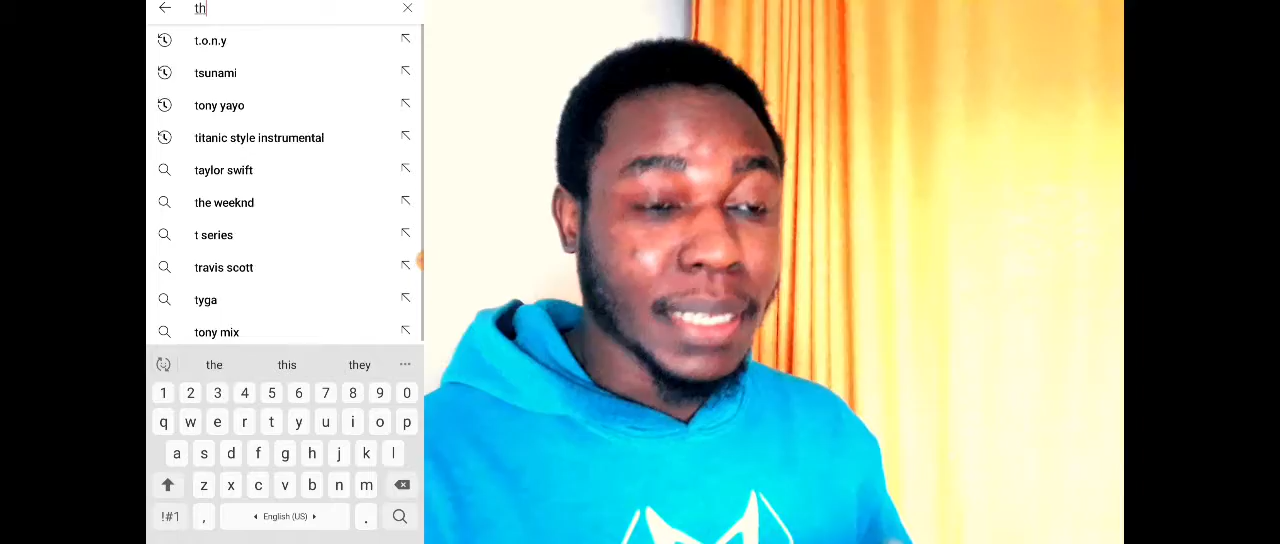 th
t.o.n.y
tsunami
tony yayo
titanic style instrumental
taylor swift
the weeknd
t series
travis scott
tyga
tony mix
the this they
1 2 3 4 5 6 7 8 9 0
q w e r t y u i o p
a s d f g h j k l
z x c v b n m
!#1 , English (US) .